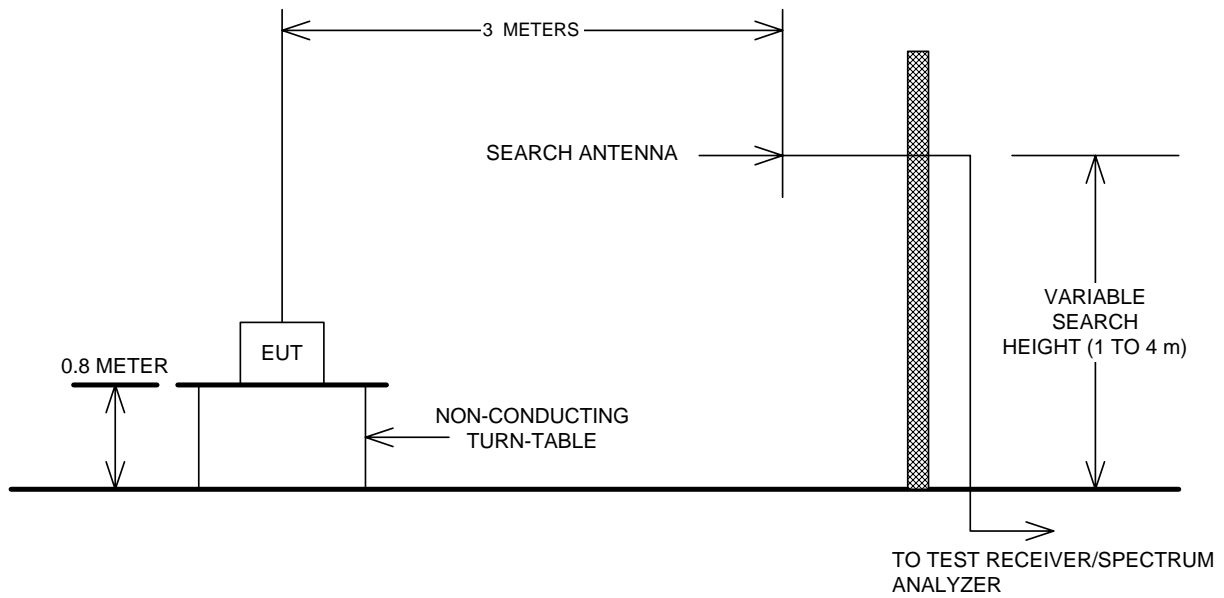 3 METERS
SEARCH ANTENNA
EUT
0.8 METER
NON-CONDUCTING
TURN-TABLE
VARIABLE
SEARCH
HEIGHT (1 TO 4 m)
TO TEST RECEIVER/SPECTRUM
ANALYZER